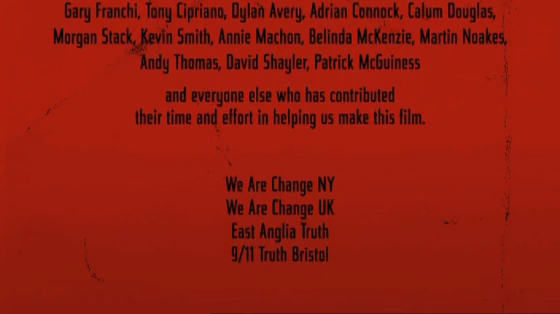 Gary Franchi, Tony Cipriano, Dylan Avery, Adrian Connock, Calum Douglas,
Morgan Stack, Kevin Smith, Annie Machon, Belinda McKenzie, Martin Noakes,
Andy Thomas, David Shayler, Patrick McGuiness
and everyone else who has contributed
their time and effort in helping us make this film.
We Are Change NY
We Are Change UK
East Anglia Truth
9/11 Truth Bristol